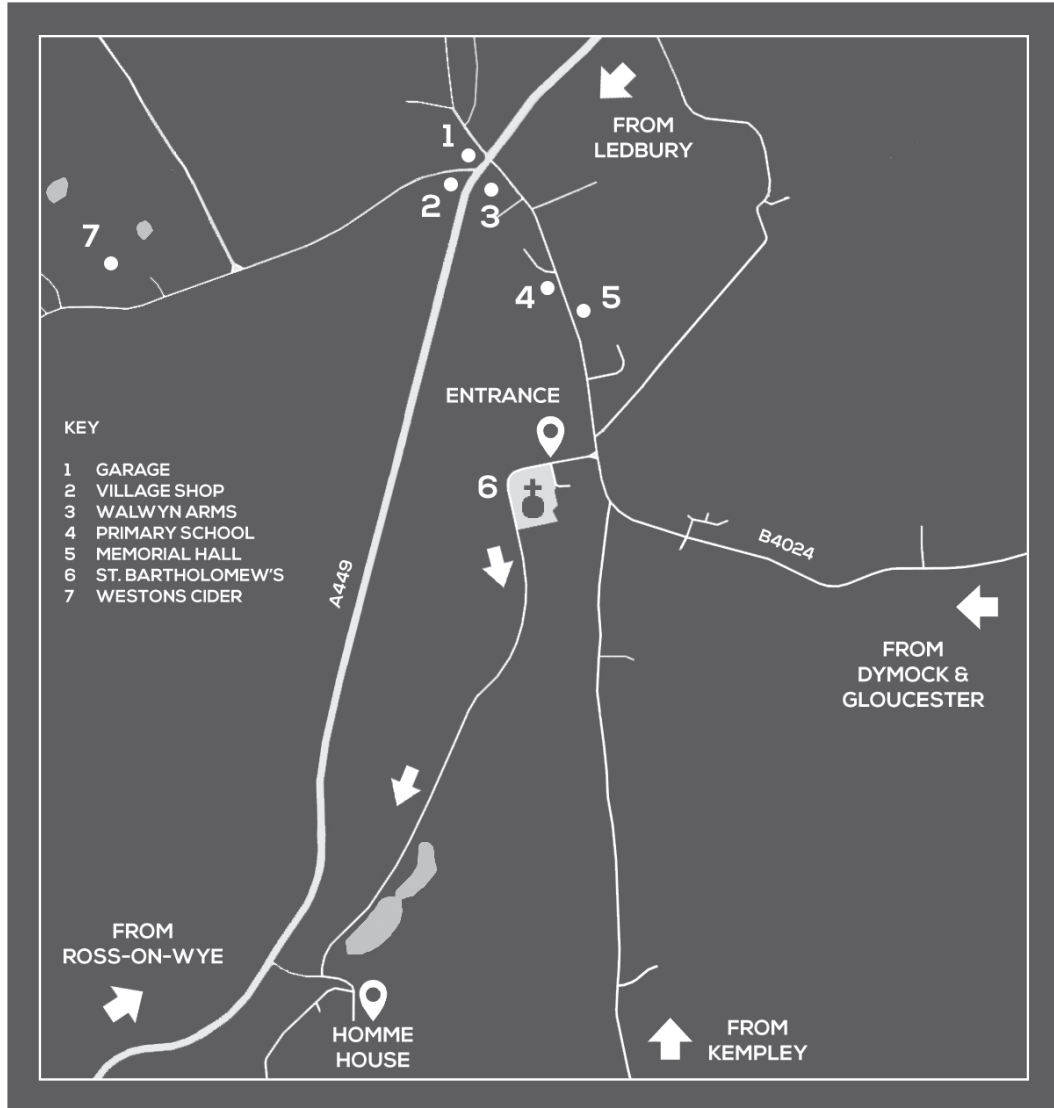 FROM
LEDBURY
1
2
3
7
4
5
ENTRANCE
6
KEY
1 GARAGE
2 VILLAGE SHOP
3 WALWYN ARMS
4 PRIMARY SCHOOL
5 MEMORIAL HALL
6 ST. BARTHOLOMEW'S
7 WESTONS CIDER
A449
B4024
FROM
DYMOCK &
GLOUCESTER
FROM
ROSS-ON-WYE
HOMME
HOUSE
FROM
KEMPLEY